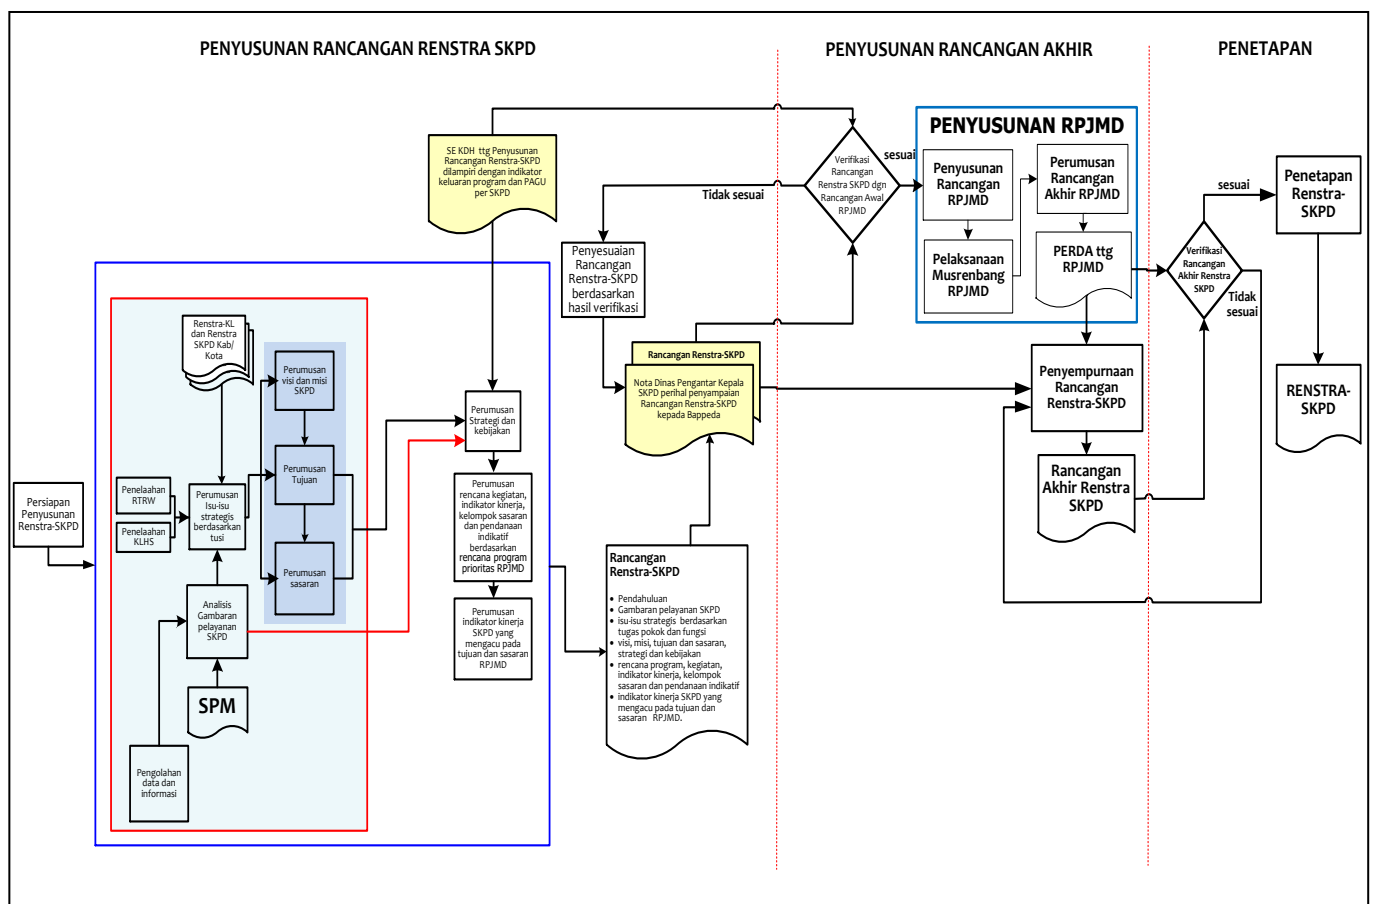 PENYUSUNAN RANCANGAN RENSTRA SKPD
PENYUSUNAN RANCANGAN AKHIR
PENETAPAN
SE KDH ttg Penyusunan
Rancangan Renstra-SKPD
dilampiri dengan indikator
keluaran program dan PAGU
per SKPD
Verifikasi
Rancangan
Renstra SKPD dgn
Rancangan Awal
RPJMD
sesuai
Tidak sesuai
PENYUSUNAN RPJMD
Penyusunan
Rancangan
RPJMD
Perumusan
Rancangan
Akhir RPJMD
Pelaksanaan
Musrenbang
RPJMD
PERDA ttg
RPJMD
sesuai
Penetapan
Renstra-
SKPD
Verifikasi
Rancangan
Akhir Renstra
SKPD
Tidak
sesuai
Penyesuaian
Rancangan
Renstra-SKPD
berdasarkan
hasil verifikasi
Renstra-KL
dan Renstra
SKPD Kab/
Kota
Perumusan
visi dan misi
SKPD
Rancangan Renstra-SKPD
Nota Dinas Pengantar Kepala
SKPD perihal penyampaian
Rancangan Renstra-SKPD
kepada Bappeda
Penyempurnaan
Rancangan
Renstra-SKPD
RENSTRA-
SKPD
Perumusan
Strategi dan
kebijakan
Perumusan
Tujuan
Persiapan
Penyusunan
Renstra-SKPD
Penelaahan
RTRW
Penelaahan
KLHS
Perumusan
Isu-isu
strategis
berdasarkan
tusi
Perumusan
rencana kegiatan,
indikator kinerja,
kelompok sasaran
dan pendanaan
indikatif
berdasarkan
rencana program
prioritas RPJMD
Rancangan
Akhir Renstra
SKPD
Perumusan
sasaran
Analisis
Gambaran
pelayanan
SKPD
Perumusan
indikator kinerja
SKPD yang
mengacu pada
tujuan dan sasaran
RPJMD
Rancangan
Renstra-SKPD
• Pendahuluan
• Gambaran pelayanan SKPD
• isu-isu strategis berdasarkan
tugas pokok dan fungsi
• visi, misi, tujuan dan sasaran,
strategi dan kebijakan
• rencana program, kegiatan,
indikator kinerja, kelompok
sasaran dan pendanaan indikatif
• indikator kinerja SKPD yang
mengacu pada tujuan dan
sasaran RPJMD.
SPM
Pengolahan
data dan
informasi